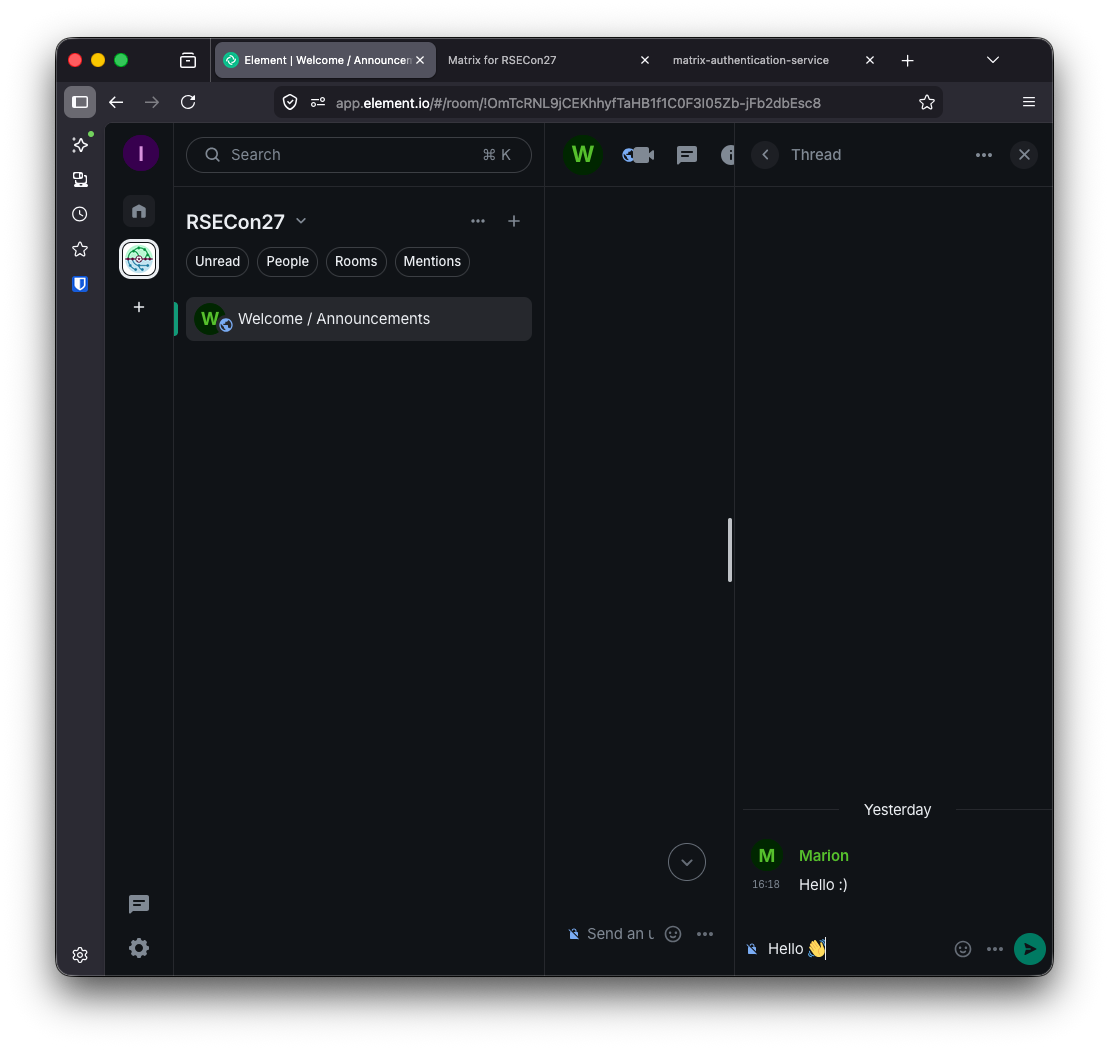 Element | Welcome / Announcen
Matrix for RSECon27
matrix-authentication-service
app.element.io/#/room/!OmTcRNL9jCEKhhyfTaHB1f1C0F3I05Zb-jFb2dbEsc8
I
Search
⌘ K
W
Thread
RSECon27
Unread
People
Rooms
Mentions
W
Welcome / Announcements
Yesterday
M
Marion
16:18
Hello :)
Send an u
Hello 👋